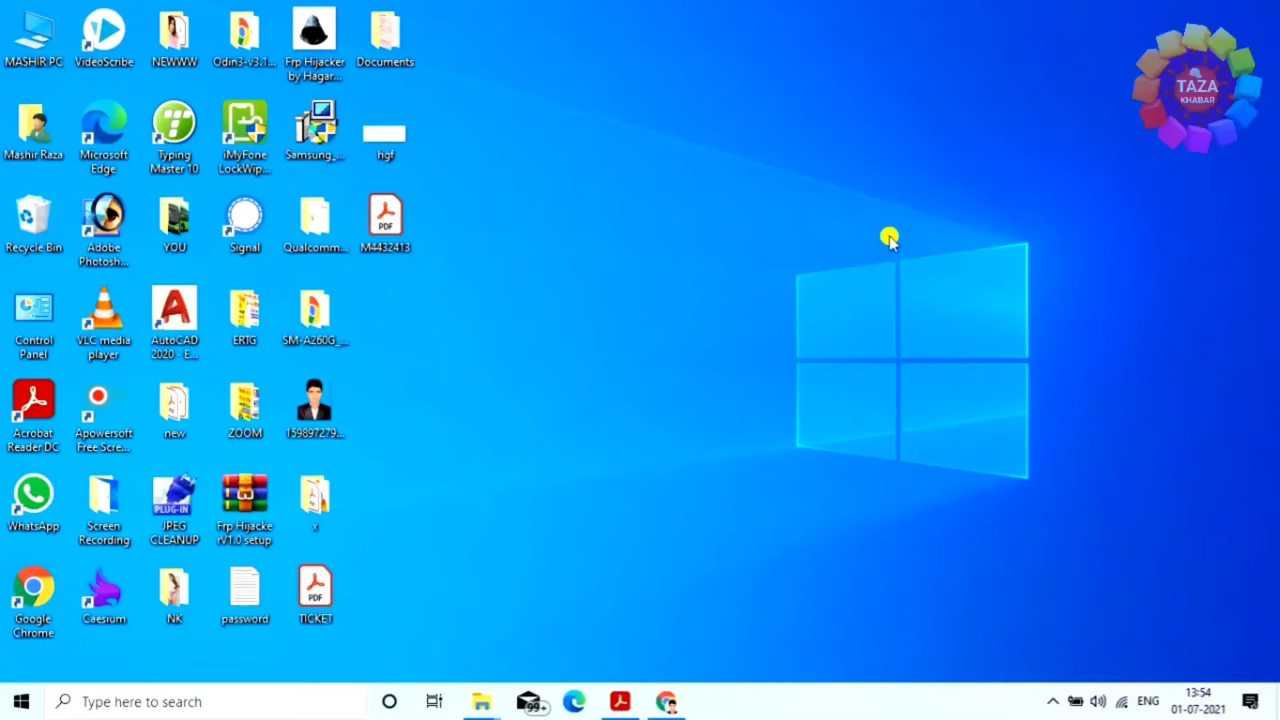 MASHIR PC
VideoScribe
NEWWW
Odin3-v3.1...
Frp Hijacker
by Hagar...
Documents
Mashir Raza
Microsoft
Edge
Typing
Master 10
iMyFone
LockWip...
Samsung_...
hgf
Recycle Bin
Adobe
Photosh...
YOU
Signal
Qualcomm...
PDF
M4432413
Control
Panel
VLC media
player
AutoCAD
2020 - E...
ERTG
SM-A260G_...
Acrobat
Reader DC
Apowersoft
Free Scre...
new
ZOOM
159897279...
WhatsApp
Screen
Recording
PLUG-IN
JPEG
CLEANUP
Frp Hijacke
rV1.0 setup
x
Google
Chrome
Caesium
NK
password
PDF
TICKET
TAZA
KHABAR
Type here to search
99+
ENG
13:54
01-07-2021